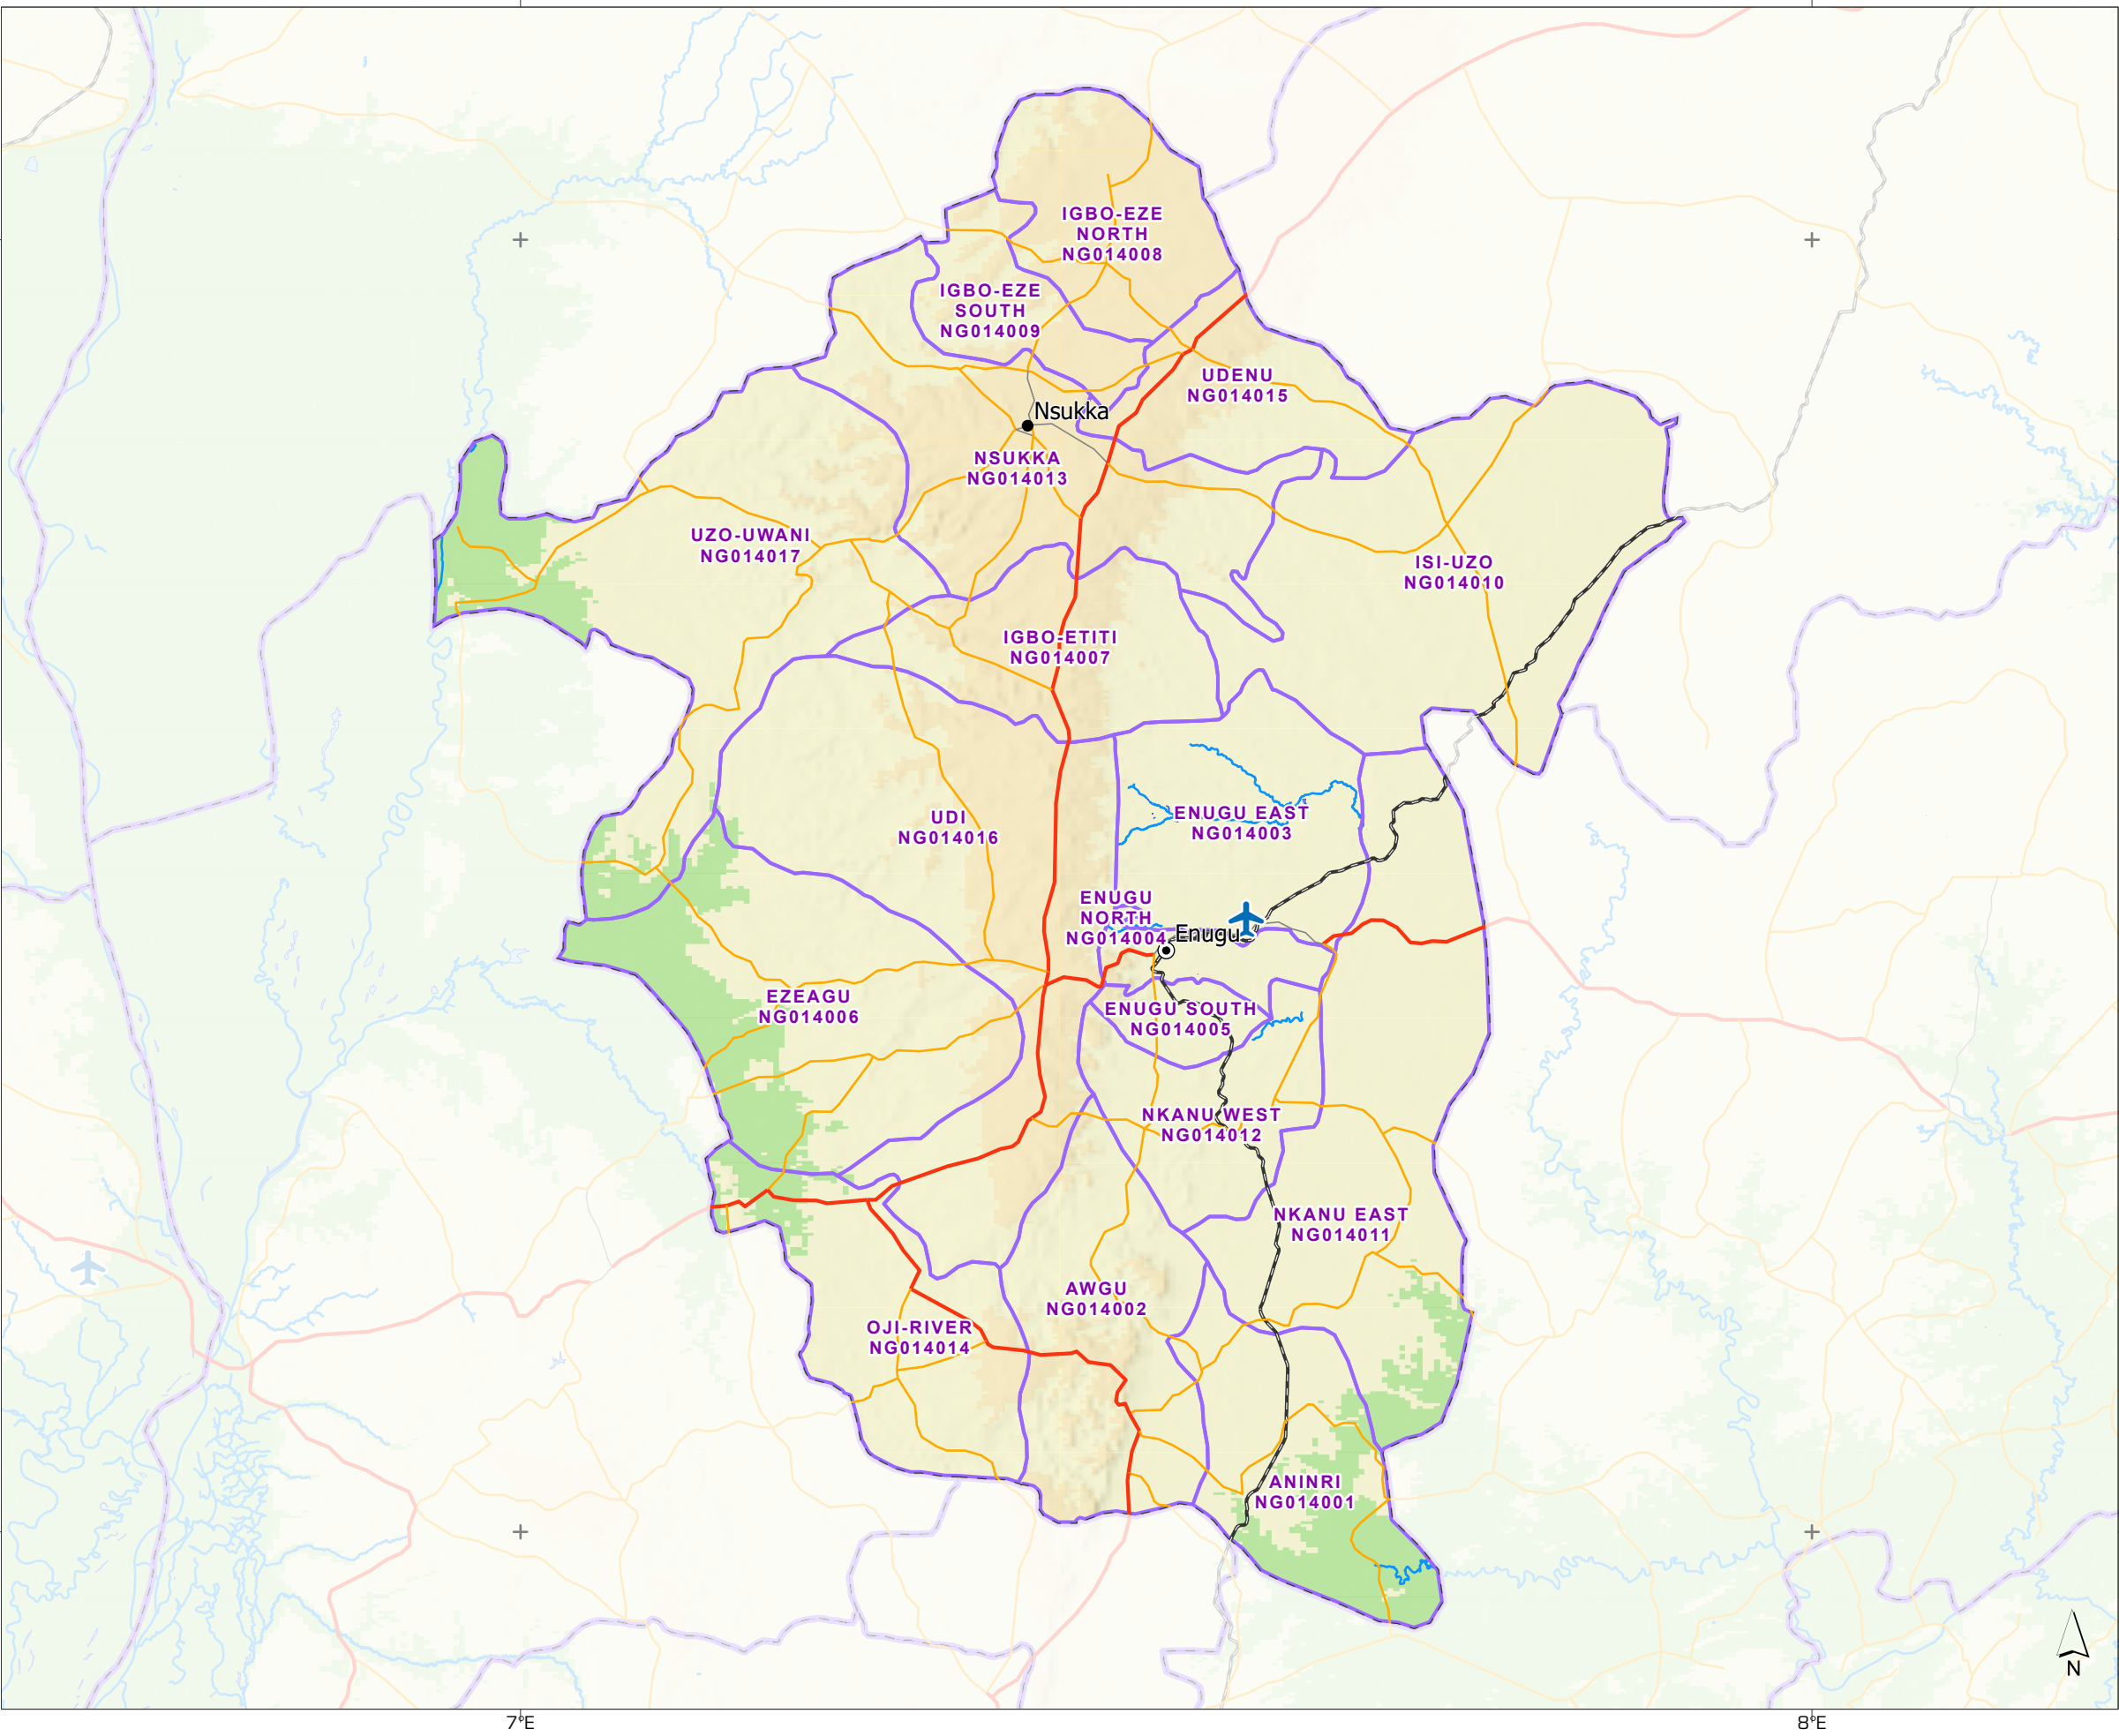 IGBO-EZE
NORTH
NG014008
IGBO-EZE
SOUTH
NG014009
UDENU
NG014015
Nsukka
NSUKKA
NG014013
UZO-UWANI
NG014017
ISI-UZO
NG014010
IGBO-ETITI
NG014007
UDI
NG014016
ENUGU EAST
NG014003
ENUGU
NORTH
NG014004
Enugu
EZEAGU
NG014006
ENUGU SOUTH
NG014005
NKANU WEST
NG014012
NKANU EAST
NG014011
AWGU
NG014002
OJI-RIVER
NG014014
ANINRI
NG014001
N
7°E
8°E